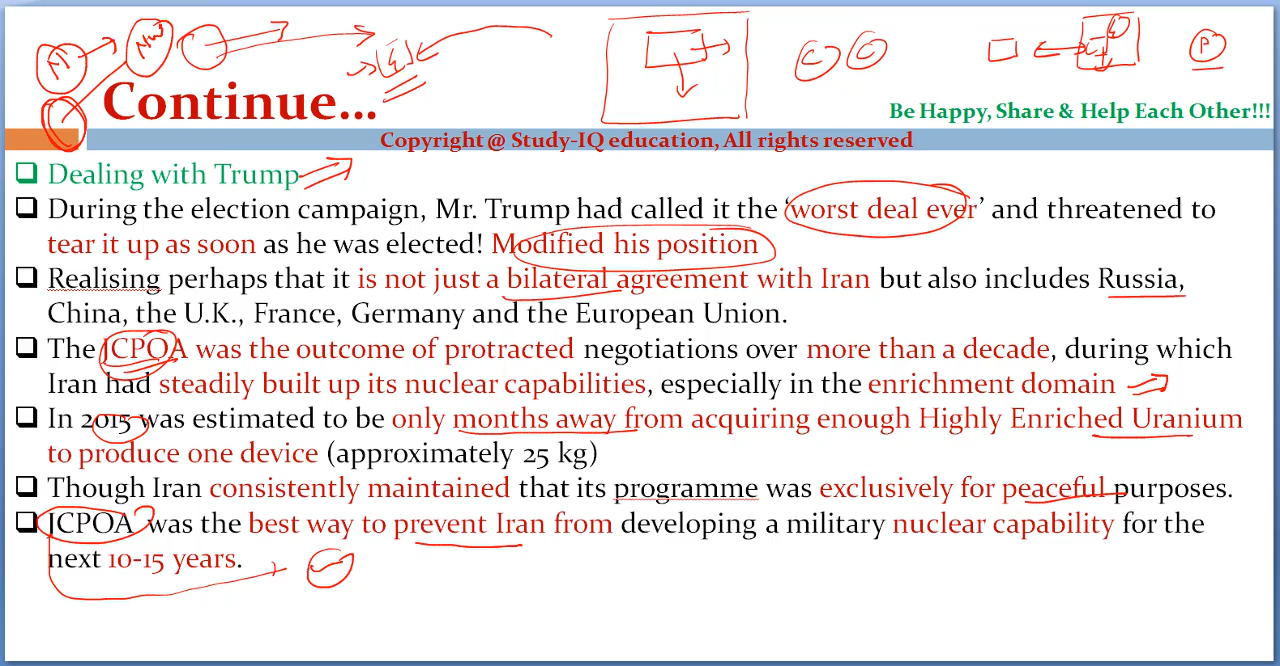 Continue...
Be Happy, Share & Help Each Other!!!
Copyright @ Study-IQ education, All rights reserved
❑ Dealing with Trump
❑ During the election campaign, Mr. Trump had called it the ‘worst deal ever’ and threatened to
tear it up as soon as he was elected! Modified his position
❑ Realising perhaps that it is not just a bilateral agreement with Iran but also includes Russia,
China, the U.K., France, Germany and the European Union.
❑ The JCPOA was the outcome of protracted negotiations over more than a decade, during which
Iran had steadily built up its nuclear capabilities, especially in the enrichment domain
❑ In 2015 was estimated to be only months away from acquiring enough Highly Enriched Uranium
to produce one device (approximately 25 kg)
❑ Though Iran consistently maintained that its programme was exclusively for peaceful purposes.
❑ JCPOA was the best way to prevent Iran from developing a military nuclear capability for the
next 10-15 years.